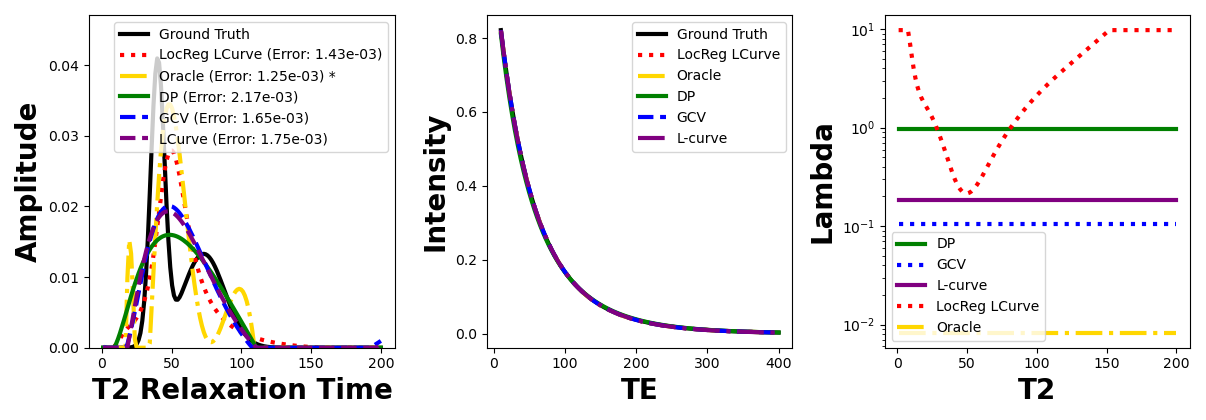 Amplitude
0.04
0.03
0.02
0.01
0.00
Ground Truth
LocReg LCurve (Error: 1.43e-03)
Oracle (Error: 1.25e-03) *
DP (Error: 2.17e-03)
GCV (Error: 1.65e-03)
LCurve (Error: 1.75e-03)
0 50 100 150 200
T2 Relaxation Time
Intensity
0.8
0.6
0.4
0.2
0.0
Ground Truth
LocReg LCurve
Oracle
DP
GCV
L-curve
0 100 200 300 400
TE
Lambda
10¹
10⁰
10⁻¹
10⁻²
DP
GCV
L-curve
LocReg LCurve
Oracle
0 50 100 150 200
T2